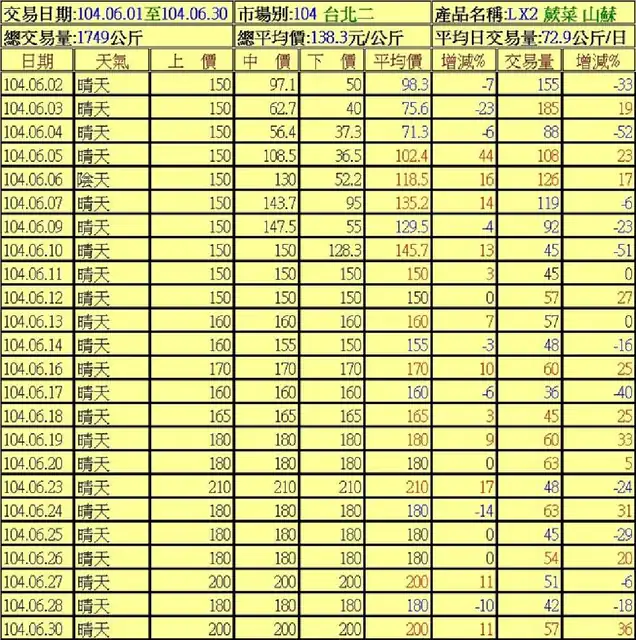 交易日期:104.06.01至104.06.30 市場別:104 台北二 產品名稱:LX2 蕨菜 山蘇
總交易量:1749公斤 總平均價:138.3元/公斤 平均日交易量:72.9公斤/日
日期 天氣 上 價 中 價 下 價 平均價 增減% 交易量 增減%
104.06.02 晴天 150 97.1 50 98.3 -7 155 -33
104.06.03 晴天 150 62.7 40 75.6 -23 185 19
104.06.04 晴天 150 56.4 37.3 71.3 -6 88 -52
104.06.05 晴天 150 108.5 36.5 102.4 44 108 23
104.06.06 陰天 150 130 52.2 118.5 16 126 17
104.06.07 晴天 150 143.7 95 135.2 14 119 -6
104.06.09 晴天 150 147.5 55 129.5 -4 92 -23
104.06.10 晴天 150 150 128.3 145.7 13 45 -51
104.06.11 晴天 150 150 150 150 3 45 0
104.06.12 晴天 150 150 150 150 0 57 27
104.06.13 晴天 160 160 160 160 7 57 0
104.06.14 晴天 160 155 150 155 -3 48 -16
104.06.16 晴天 170 170 170 170 10 60 25
104.06.17 晴天 160 160 160 160 -6 36 -40
104.06.18 晴天 165 165 165 165 3 45 25
104.06.19 晴天 180 180 180 180 9 60 33
104.06.20 晴天 180 180 180 180 0 63 5
104.06.23 晴天 210 210 210 210 17 48 -24
104.06.24 晴天 180 180 180 180 -14 63 31
104.06.25 晴天 180 180 180 180 0 45 -29
104.06.26 晴天 180 180 180 180 0 54 20
104.06.27 晴天 200 200 200 200 11 51 -6
104.06.28 晴天 180 180 180 180 -10 42 -18
104.06.30 晴天 200 200 200 200 11 57 36